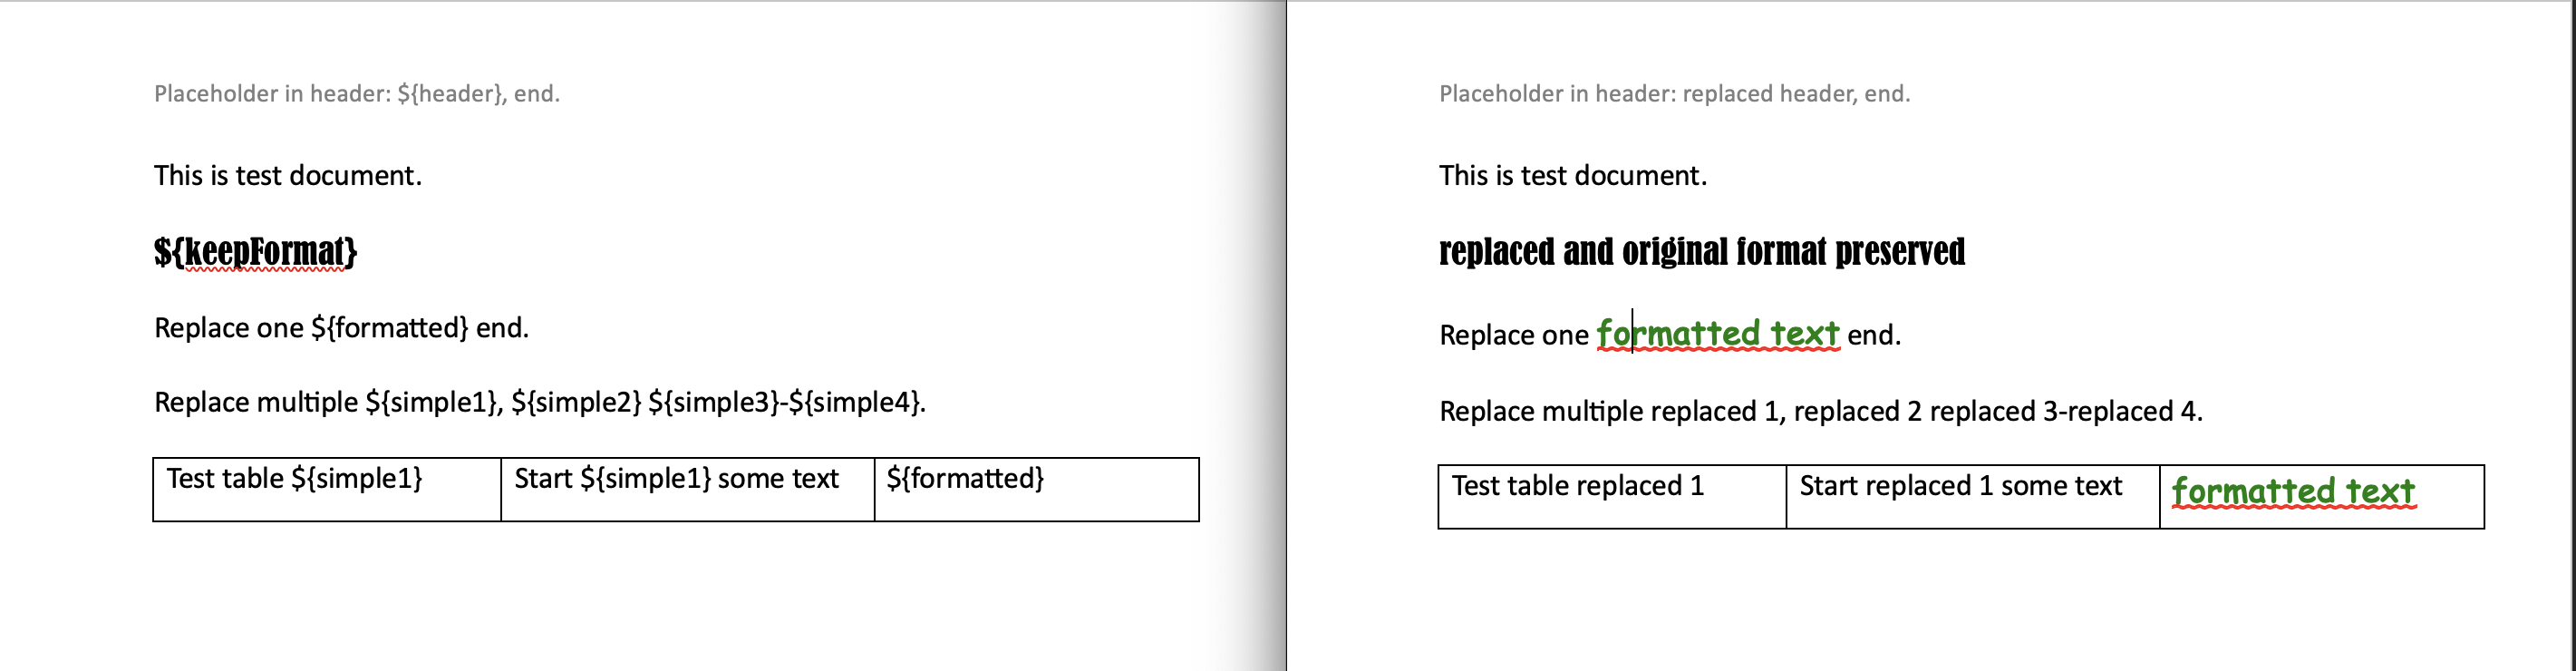 Placeholder in header: ${header}, end.
This is test document.
${keepFormat}
Replace one ${formatted} end.
Replace multiple ${simple1}, ${simple2} ${simple3}-${simple4}.
Test table ${simple1} Start ${simple1} some text ${formatted}
Placeholder in header: replaced header, end.
This is test document.
replaced and original format preserved
Replace one formatted text end.
Replace multiple replaced 1, replaced 2 replaced 3-replaced 4.
Test table replaced 1 Start replaced 1 some text formatted text